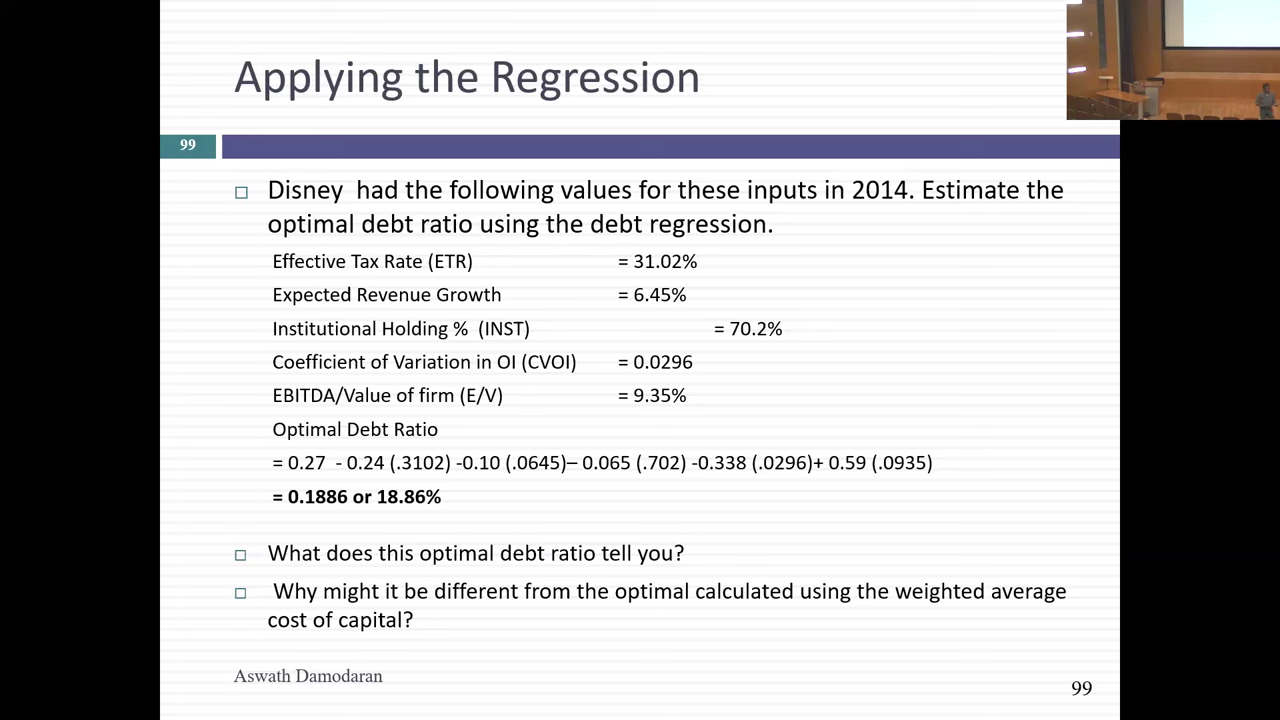 Applying the Regression
99
□ Disney had the following values for these inputs in 2014. Estimate the
optimal debt ratio using the debt regression.
Effective Tax Rate (ETR) = 31.02%
Expected Revenue Growth = 6.45%
Institutional Holding % (INST) = 70.2%
Coefficient of Variation in OI (CVOI) = 0.0296
EBITDA/Value of firm (E/V) = 9.35%
Optimal Debt Ratio
= 0.27 - 0.24 (.3102) -0.10 (.0645)– 0.065 (.702) -0.338 (.0296)+ 0.59 (.0935)
= 0.1886 or 18.86%
□ What does this optimal debt ratio tell you?
□ Why might it be different from the optimal calculated using the weighted average
cost of capital?
Aswath Damodaran
99